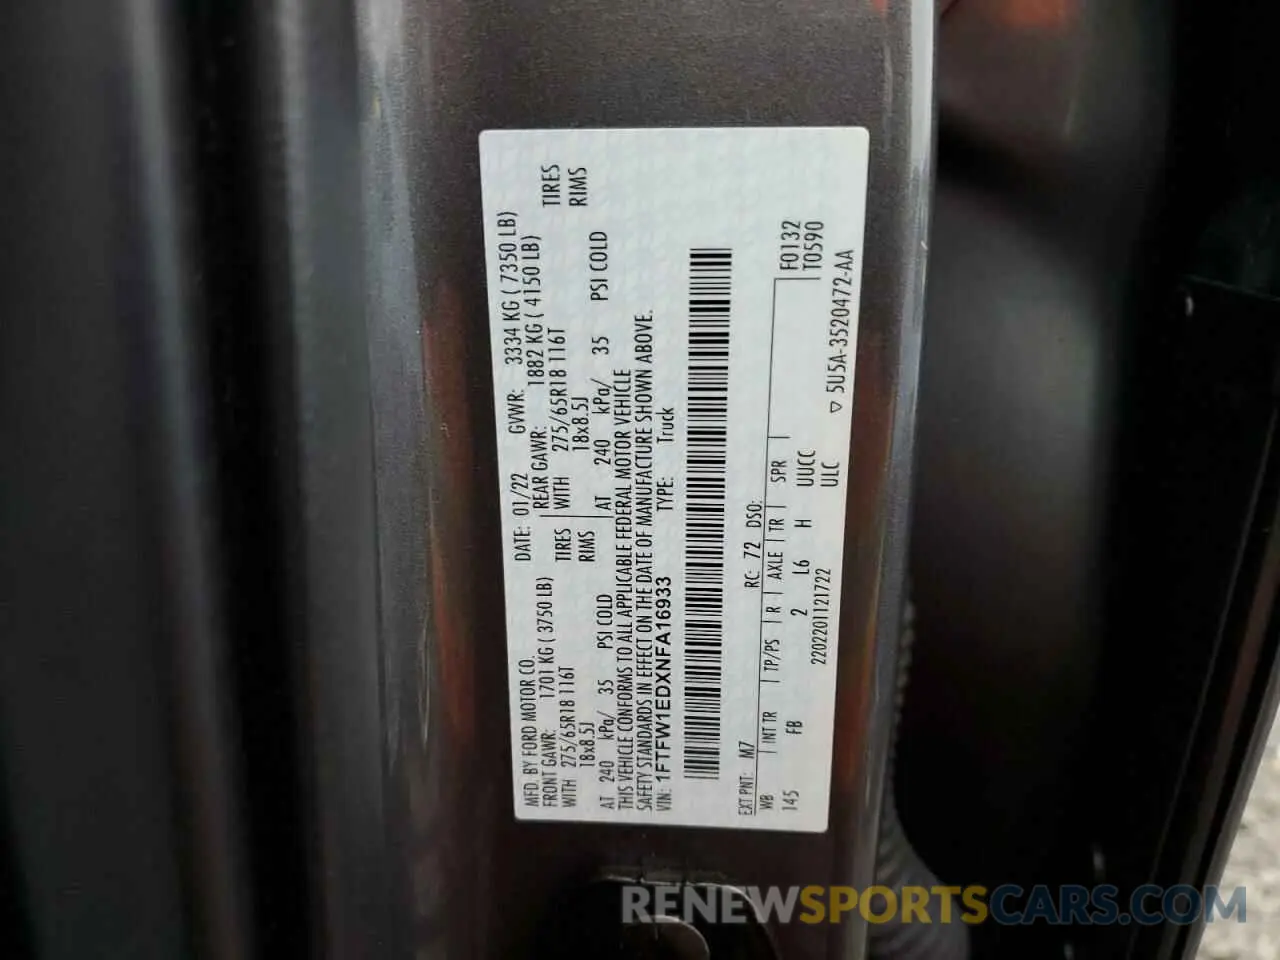 MFD. BY FORD MOTOR CO.
DATE: 01/22 GVWR: 3334 KG ( 7350 LB)
FRONT GAWR: 1701 KG ( 3750 LB) REAR GAWR: 1882 KG ( 4150 LB)
WITH 275/65R18 116T TIRES WITH 275/65R18 116T TIRES
18x8.5J RIMS 18x8.5J RIMS
AT 240 kPa/ 35 PSI COLD AT 240 kPa/ 35 PSI COLD
THIS VEHICLE CONFORMS TO ALL APPLICABLE FEDERAL MOTOR VEHICLE
SAFETY STANDARDS IN EFFECT ON THE DATE OF MANUFACTURE SHOWN ABOVE.
VIN: 1FTFW1EDXNFA16933 TYPE: Truck
EXT PNT: M7 RC: 72 DSO:
WB INT TR TP/PS R AXLE TR SPR F0132
145 FB 2 L6 H UUCC T0590
2202201121722 ULC
▽ 5U5A-3520472-AA
RENEWSPORTSCARS.COM